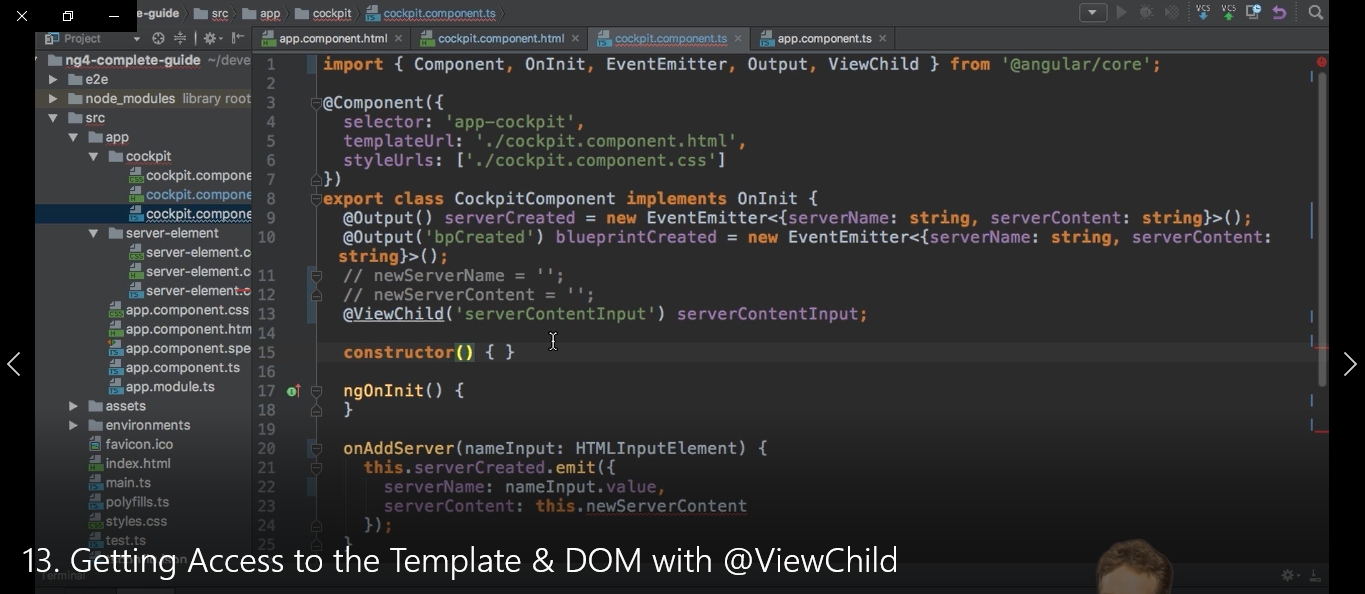 e-guide src app cockpit cockpit.component.ts
VCS VCS
Project
app.component.html cockpit.component.html cockpit.component.ts app.component.ts
ng4-complete-guide ~/deve
e2e
node_modules library root
src
app
cockpit
cockpit.compone
cockpit.compone
cockpit.compone
server-element
server-element.c
server-element.c
server-element.c
app.component.css
app.component.htm
app.component.spe
app.component.ts
app.module.ts
assets
environments
favicon.ico
index.html
main.ts
polyfills.ts
styles.css
test.ts
1 import { Component, OnInit, EventEmitter, Output, ViewChild } from '@angular/core';
2
3 @Component({
4 selector: 'app-cockpit',
5 templateUrl: './cockpit.component.html',
6 styleUrls: ['./cockpit.component.css']
7 })
8 export class CockpitComponent implements OnInit {
9 @Output() serverCreated = new EventEmitter<{serverName: string, serverContent: string}>();
10 @Output('bpCreated') blueprintCreated = new EventEmitter<{serverName: string, serverContent:
string}>();
11 // newServerName = '';
12 // newServerContent = '';
13 @ViewChild('serverContentInput') serverContentInput;
14
15 constructor() { }
16
17 ngOnInit() {
18 }
19
20 onAddServer(nameInput: HTMLInputElement) {
21 this.serverCreated.emit({
22 serverName: nameInput.value,
23 serverContent: this.newServerContent
24 });
25 }
13. Getting Access to the Template & DOM with @ViewChild
Terminal